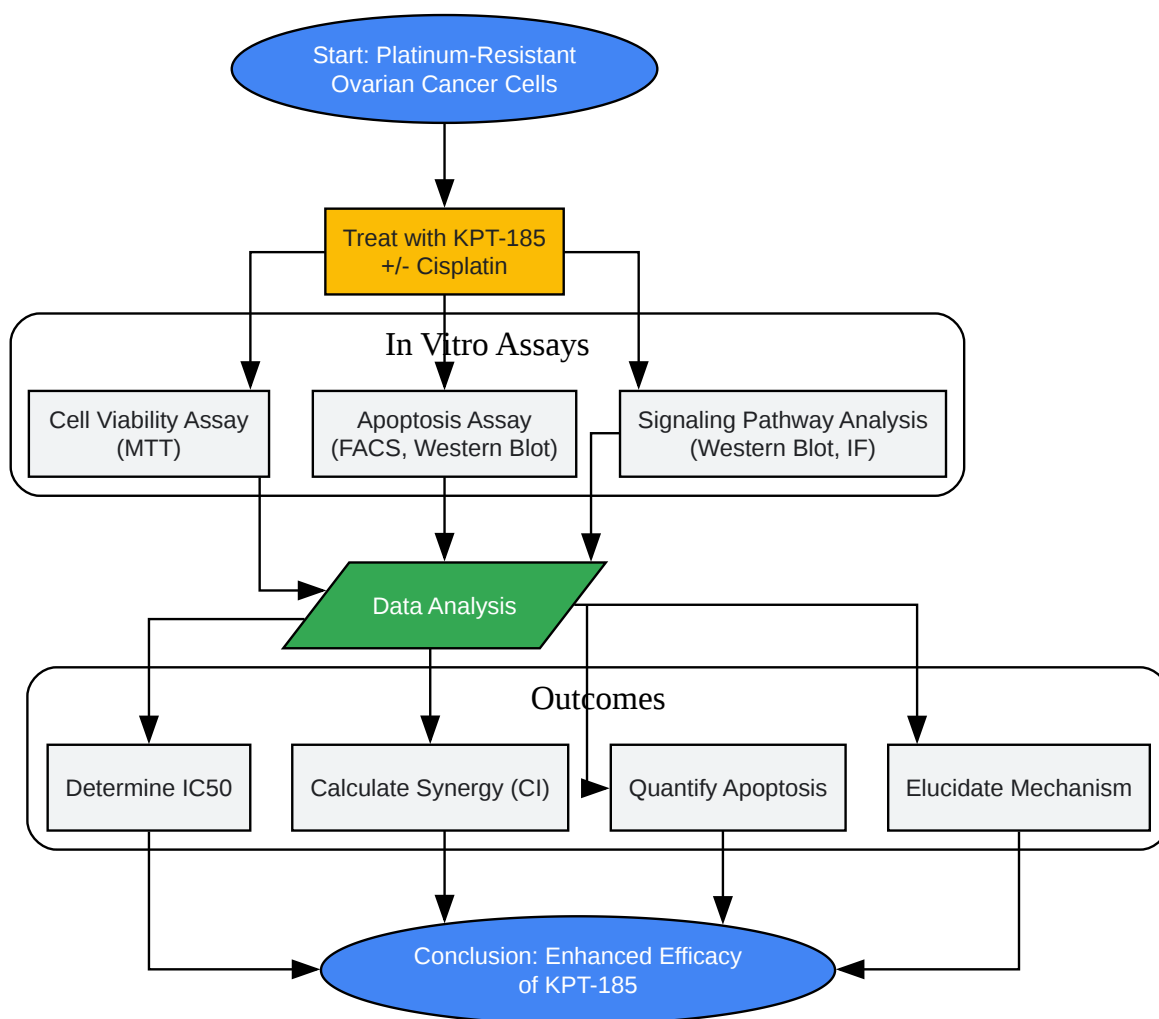 Start: Platinum-Resistant
Ovarian Cancer Cells
Treat with KPT-185
+/- Cisplatin
In Vitro Assays
Cell Viability Assay
(MTT)
Apoptosis Assay
(FACS, Western Blot)
Signaling Pathway Analysis
(Western Blot, IF)
Data Analysis
Outcomes
Determine IC50
Calculate Synergy (CI)
Quantify Apoptosis
Elucidate Mechanism
Conclusion: Enhanced Efficacy
of KPT-185